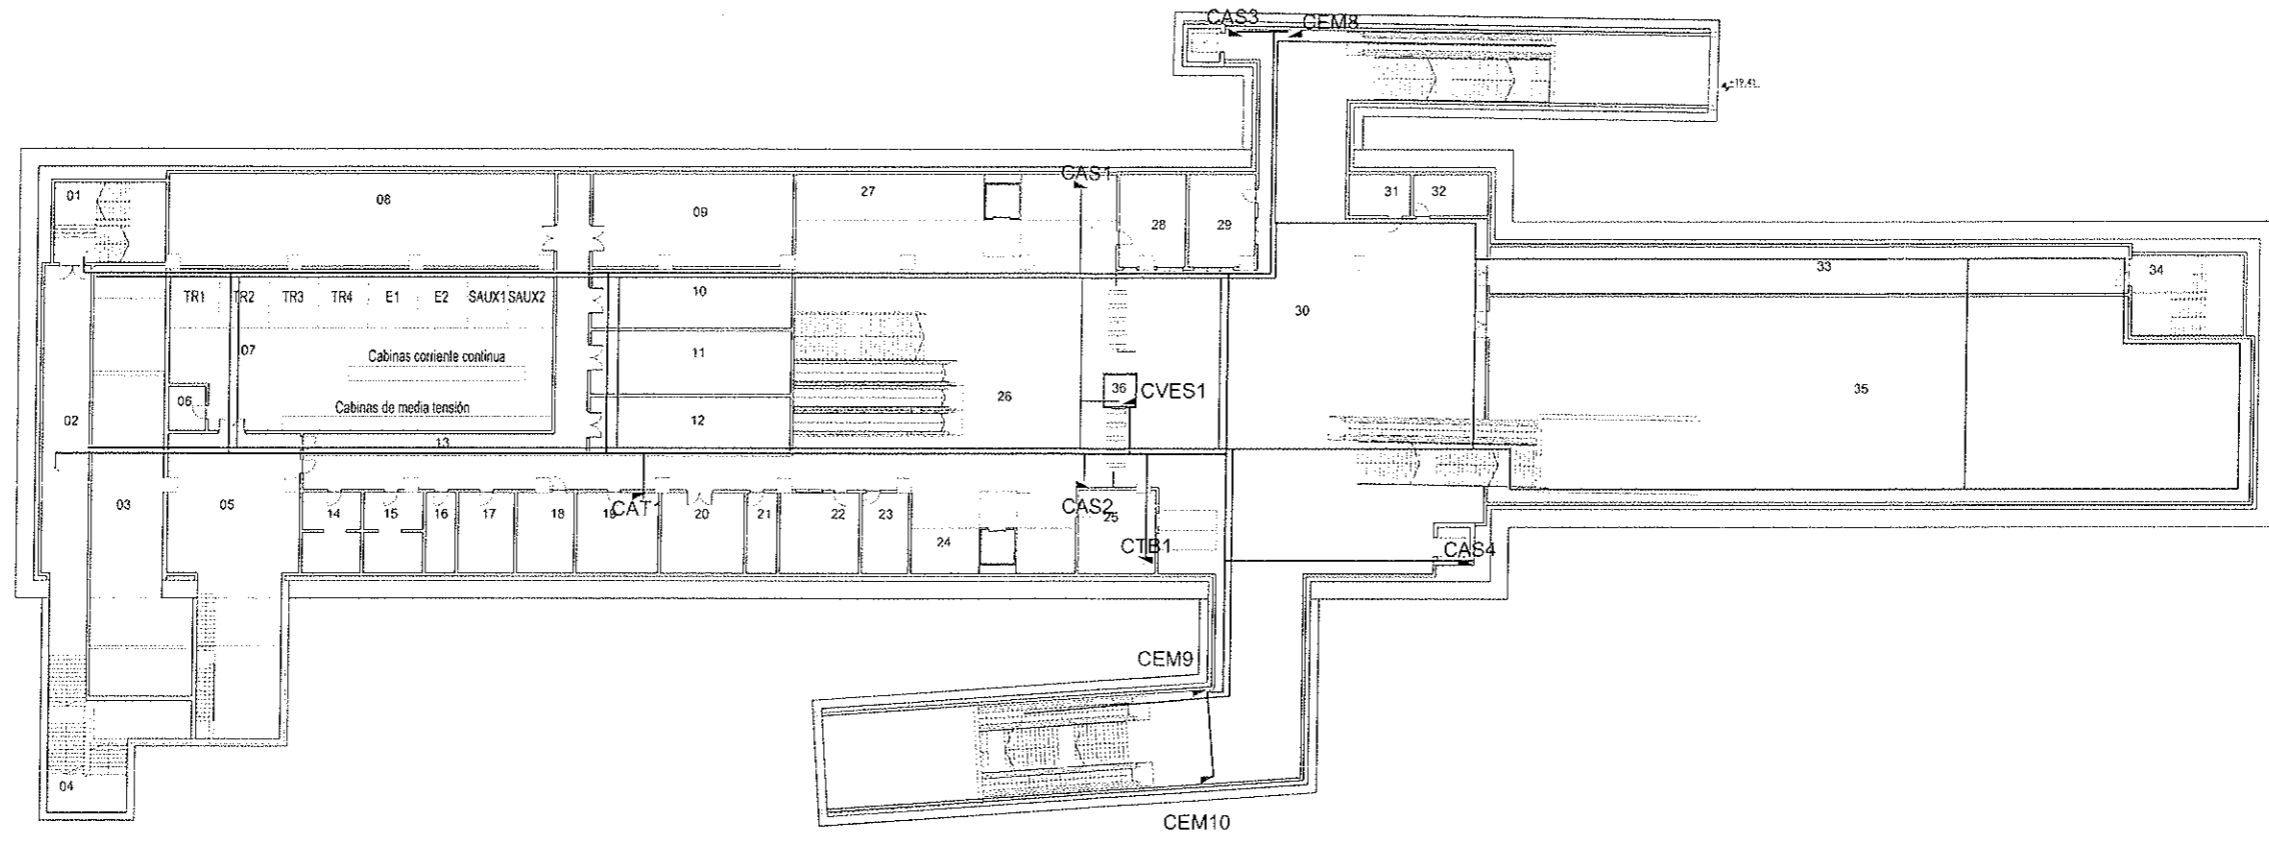 CAS3 CEM8
+19.41
01 08 27 CAS1 31 32
09 28 29
33 34
TR1 TR2 TR3 TR4 E1 E2 SAUX1 SAUX2 10
30
07 Cabinas corriente continua 11
36 CVES1 35
06 Cabinas de media tensión 26
02 12
13
03 05 14 15 16 17 18 19 CAT1 20 21 22 23 CAS2 25
24 CTB1 CAS4
CEM9
04
CEM10